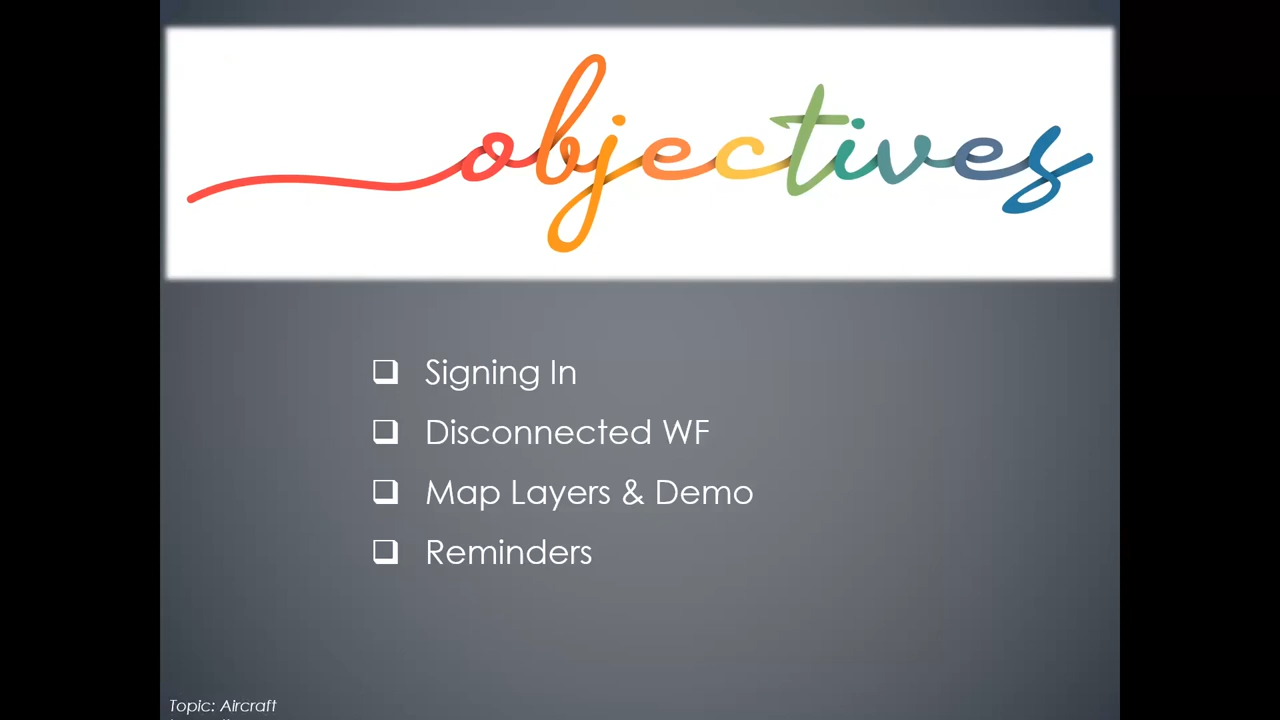 objectives
Signing In
Disconnected WF
Map Layers & Demo
Reminders
Topic: Aircraft